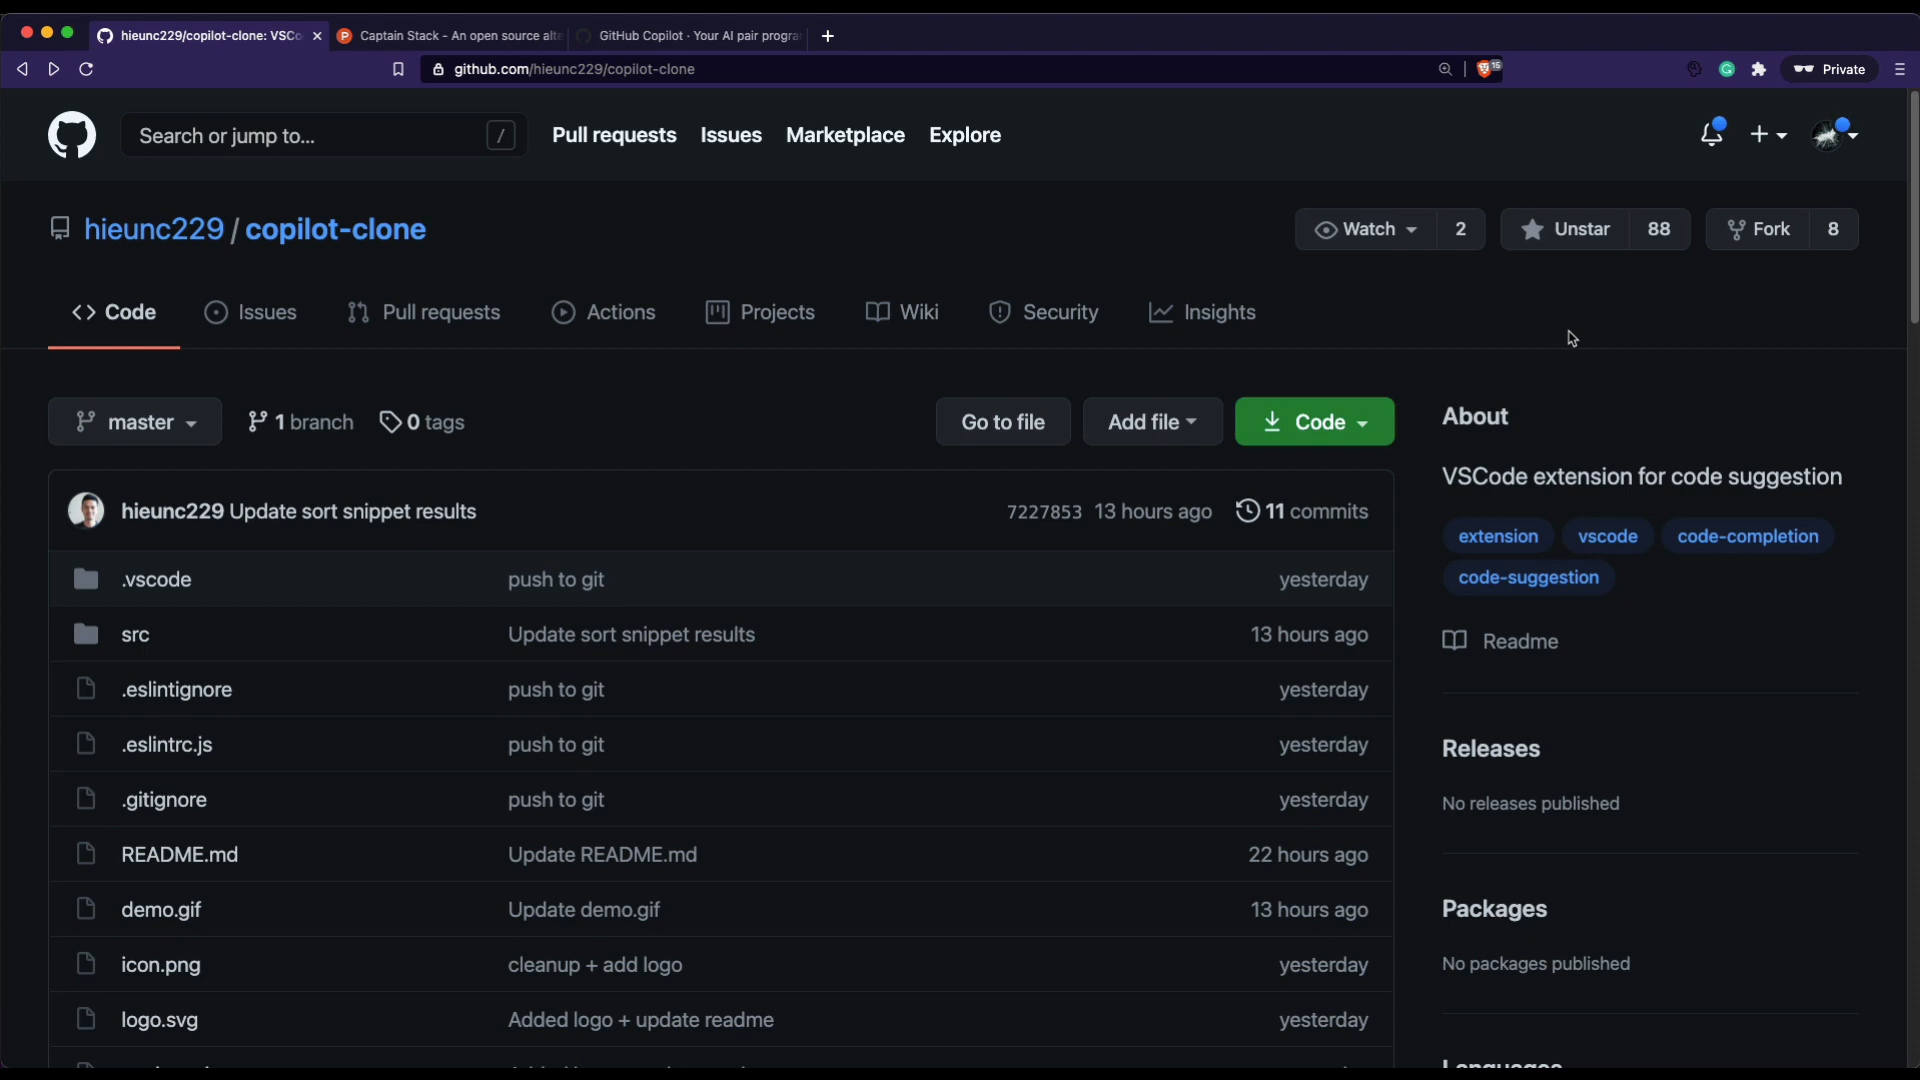 hieunc229/copilot-clone: VSCo
Captain Stack - An open source alte
GitHub Copilot · Your AI pair progra
github.com/hieunc229/copilot-clone
15
Private
Search or jump to...
/
Pull requests
Issues
Marketplace
Explore
hieunc229 / copilot-clone
Watch
2
Unstar
88
Fork
8
Code
Issues
Pull requests
Actions
Projects
Wiki
Security
Insights
master
1 branch
0 tags
Go to file
Add file
Code
About
VSCode extension for code suggestion
extension
vscode
code-completion
code-suggestion
Readme
Releases
No releases published
Packages
No packages published
hieunc229 Update sort snippet results
7227853
13 hours ago
11 commits
.vscode
push to git
yesterday
src
Update sort snippet results
13 hours ago
.eslintignore
push to git
yesterday
.eslintrc.js
push to git
yesterday
.gitignore
push to git
yesterday
README.md
Update README.md
22 hours ago
demo.gif
Update demo.gif
13 hours ago
icon.png
cleanup + add logo
yesterday
logo.svg
Added logo + update readme
yesterday